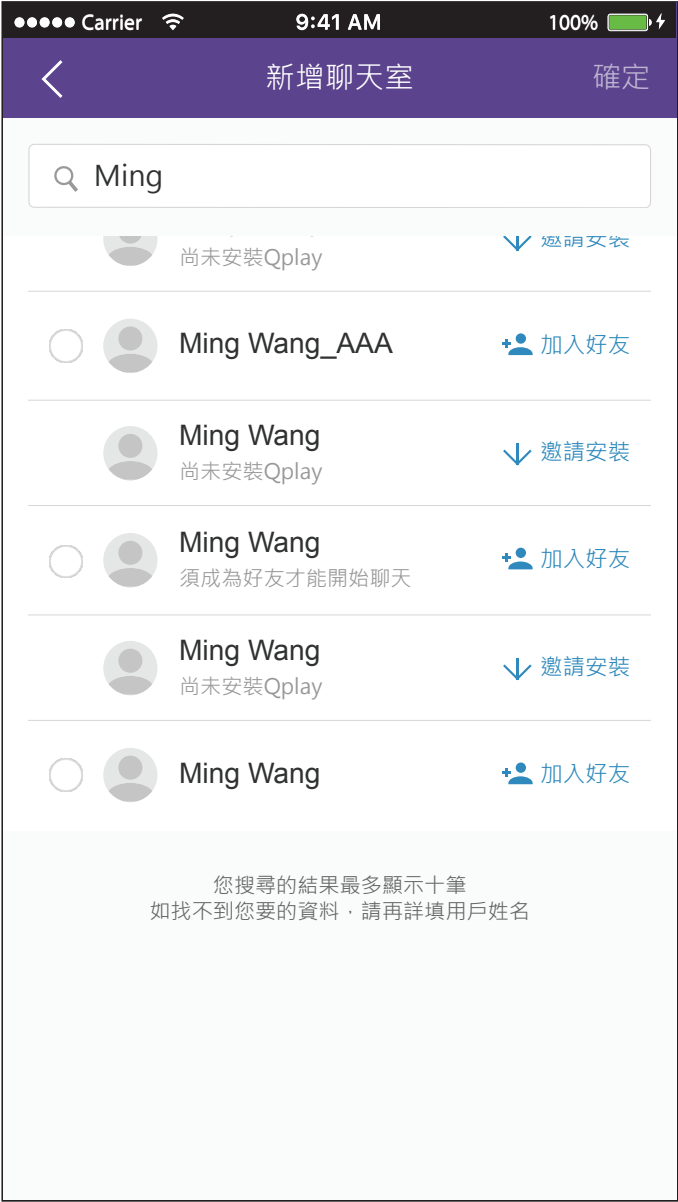 Carrier 9:41 AM 100%
新增聊天室 確定
Ming
尚未安裝Qplay 邀請安裝
Ming Wang_AAA 加入好友
Ming Wang
尚未安裝Qplay 邀請安裝
Ming Wang
須成為好友才能開始聊天 加入好友
Ming Wang
尚未安裝Qplay 邀請安裝
Ming Wang 加入好友
您搜尋的結果最多顯示十筆
如找不到您要的資料，請再詳填用戶姓名